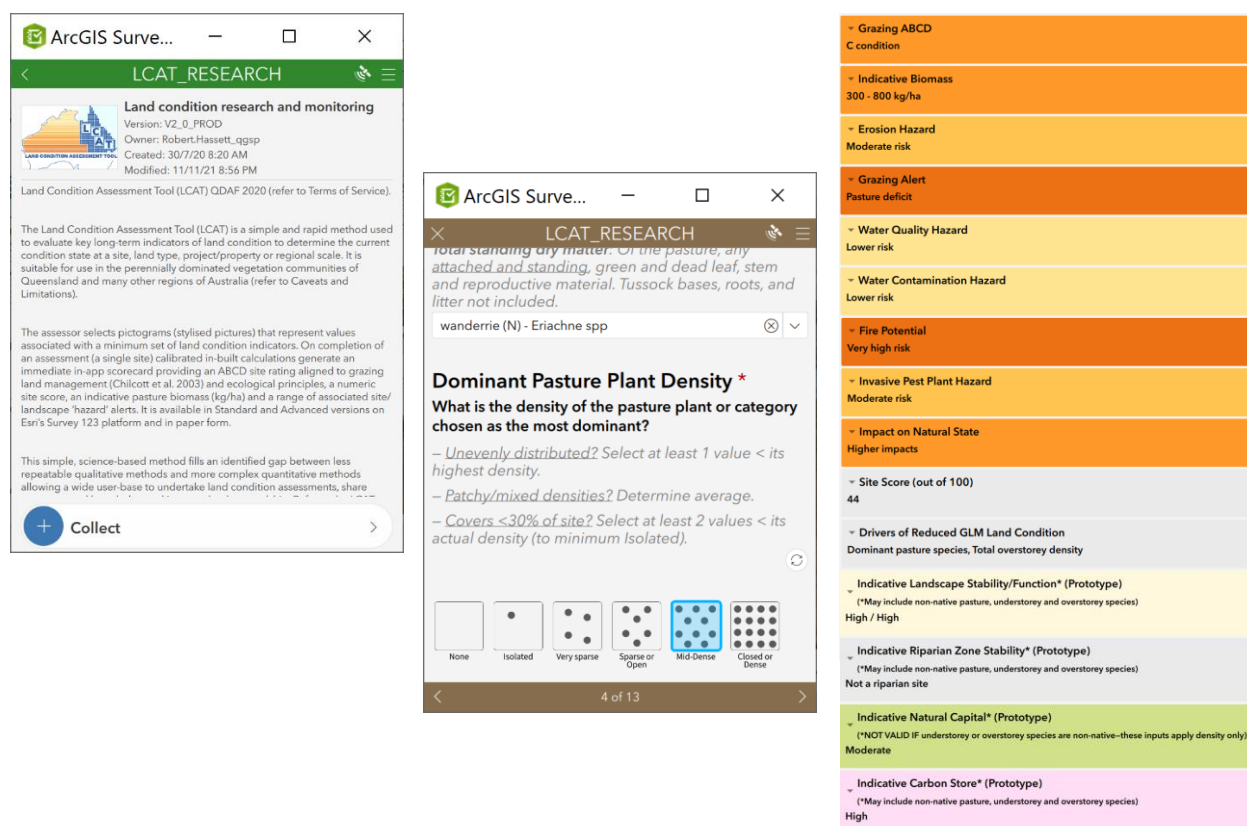 ArcGIS Surve...
LCAT_RESEARCH
LCAT
LAND CONDITION ASSESSMENT TOOL
Land condition research and monitoring
Version: V2_0_PROD
Owner: Robert.Hassett_qgsp
Created: 30/7/20 8:20 AM
Modified: 11/11/21 8:56 PM
Land Condition Assessment Tool (LCAT) QDAF 2020 (refer to Terms of Service).
The Land Condition Assessment Tool (LCAT) is a simple and rapid method used
to evaluate key long-term indicators of land condition to determine the current
condition state at a site, land type, project/property or regional scale. It is
suitable for use in the perennially dominated vegetation communities of
Queensland and many other regions of Australia (refer to Caveats and
Limitations).
The assessor selects pictograms (stylised pictures) that represent values
associated with a minimum set of land condition indicators. On completion of
an assessment (a single site) calibrated in-built calculations generate an
immediate in-app scorecard providing an ABCD site rating aligned to grazing
land management (Chilcott et al. 2003) and ecological principles, a numeric
site score, an indicative pasture biomass (kg/ha) and a range of associated site/
landscape 'hazard' alerts. It is available in Standard and Advanced versions on
Esri's Survey 123 platform and in paper form.
This simple, science-based method fills an identified gap between less
repeatable qualitative methods and more complex quantitative methods
allowing a wide user-base to undertake land condition assessments, share
Collect
ArcGIS Surve...
LCAT_RESEARCH
Total standing dry matter. Of the pasture, any
attached and standing, green and dead leaf, stem
and reproductive material. Tussock bases, roots, and
litter not included.
wanderrie (N) - Eriachne spp
Dominant Pasture Plant Density *
What is the density of the pasture plant or category
chosen as the most dominant?
– Unevenly distributed? Select at least 1 value < its
highest density.
– Patchy/mixed densities? Determine average.
– Covers <30% of site? Select at least 2 values < its
actual density (to minimum Isolated).
None
Isolated
Very sparse
Sparse or
Open
Mid-Dense
Closed or
Dense
4 of 13
Grazing ABCD
C condition
Indicative Biomass
300 - 800 kg/ha
Erosion Hazard
Moderate risk
Grazing Alert
Pasture deficit
Water Quality Hazard
Lower risk
Water Contamination Hazard
Lower risk
Fire Potential
Very high risk
Invasive Pest Plant Hazard
Moderate risk
Impact on Natural State
Higher impacts
Site Score (out of 100)
44
Drivers of Reduced GLM Land Condition
Dominant pasture species, Total overstorey density
Indicative Landscape Stability/Function* (Prototype)
(*May include non-native pasture, understorey and overstorey species)
High / High
Indicative Riparian Zone Stability* (Prototype)
(*May include non-native pasture, understorey and overstorey species)
Not a riparian site
Indicative Natural Capital* (Prototype)
(*NOT VALID IF understorey or overstorey species are non-native–these inputs apply density only)
Moderate
Indicative Carbon Store* (Prototype)
(*May include non-native pasture, understorey and overstorey species)
High